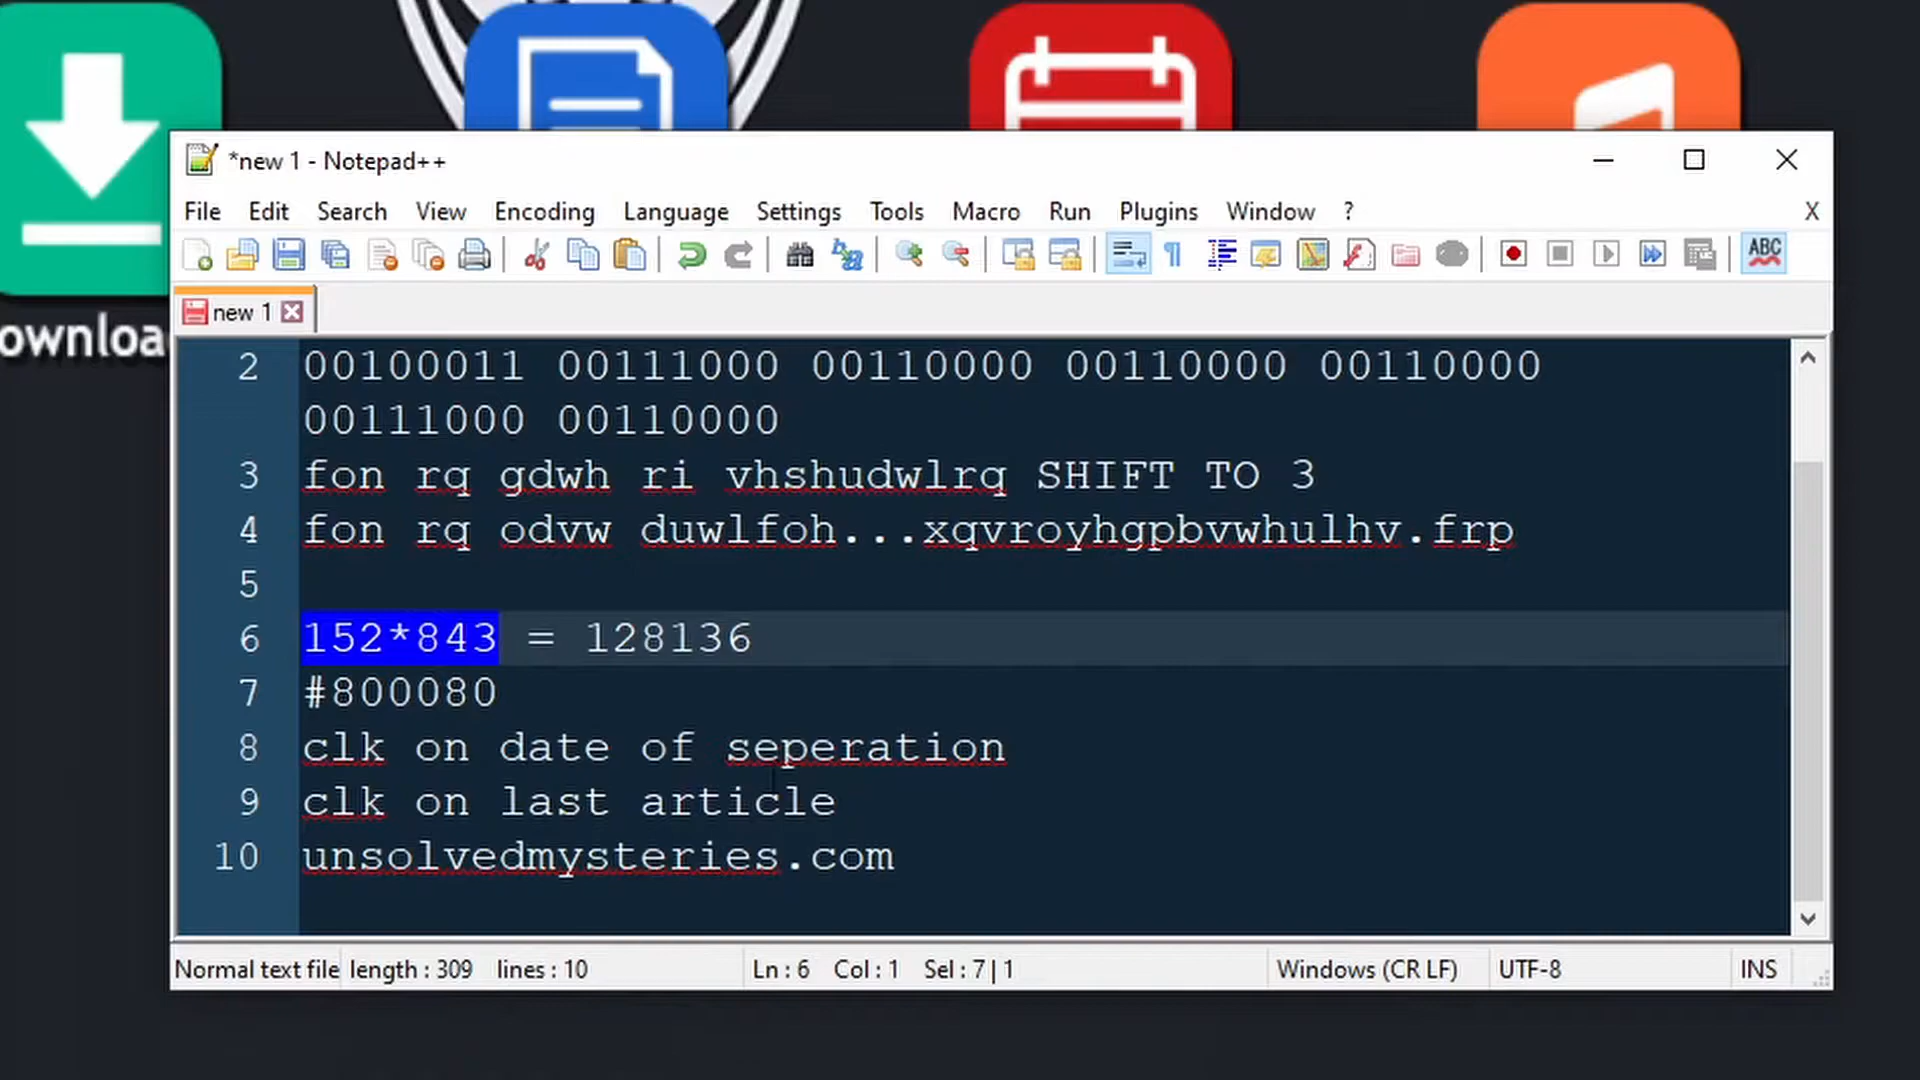 ownloa
*new 1 - Notepad++
File Edit Search View Encoding Language Settings Tools Macro Run Plugins Window ? X
ABC
new 1
2 00100011 00111000 00110000 00110000 00110000
00111000 00110000
3 fon rq gdwh ri vhshudwlrq SHIFT TO 3
4 fon rq odvw duwlfoh...xqvroyhgpbvwhulhv.frp
5
6 152*843 = 128136
7 #800080
8 clk on date of seperation
9 clk on last article
10 unsolvedmysteries.com
Normal text file length : 309 lines : 10 Ln : 6 Col : 1 Sel : 7 | 1 Windows (CR LF) UTF-8 INS